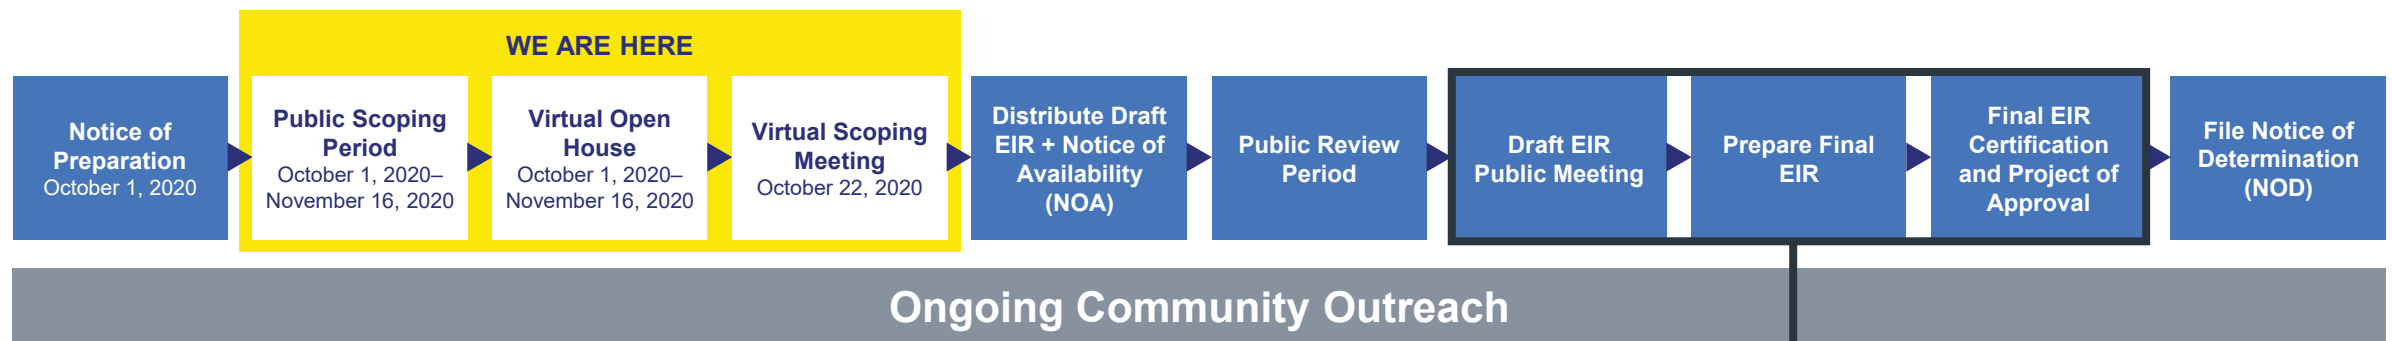 WE ARE HERE
Notice of
Preparation
October 1, 2020
Public Scoping
Period
October 1, 2020–
November 16, 2020
Virtual Open
House
October 1, 2020–
November 16, 2020
Virtual Scoping
Meeting
October 22, 2020
Distribute Draft
EIR + Notice of
Availability
(NOA)
Public Review
Period
Draft EIR
Public Meeting
Prepare Final
EIR
Final EIR
Certification
and Project of
Approval
File Notice of
Determination
(NOD)
Ongoing Community Outreach